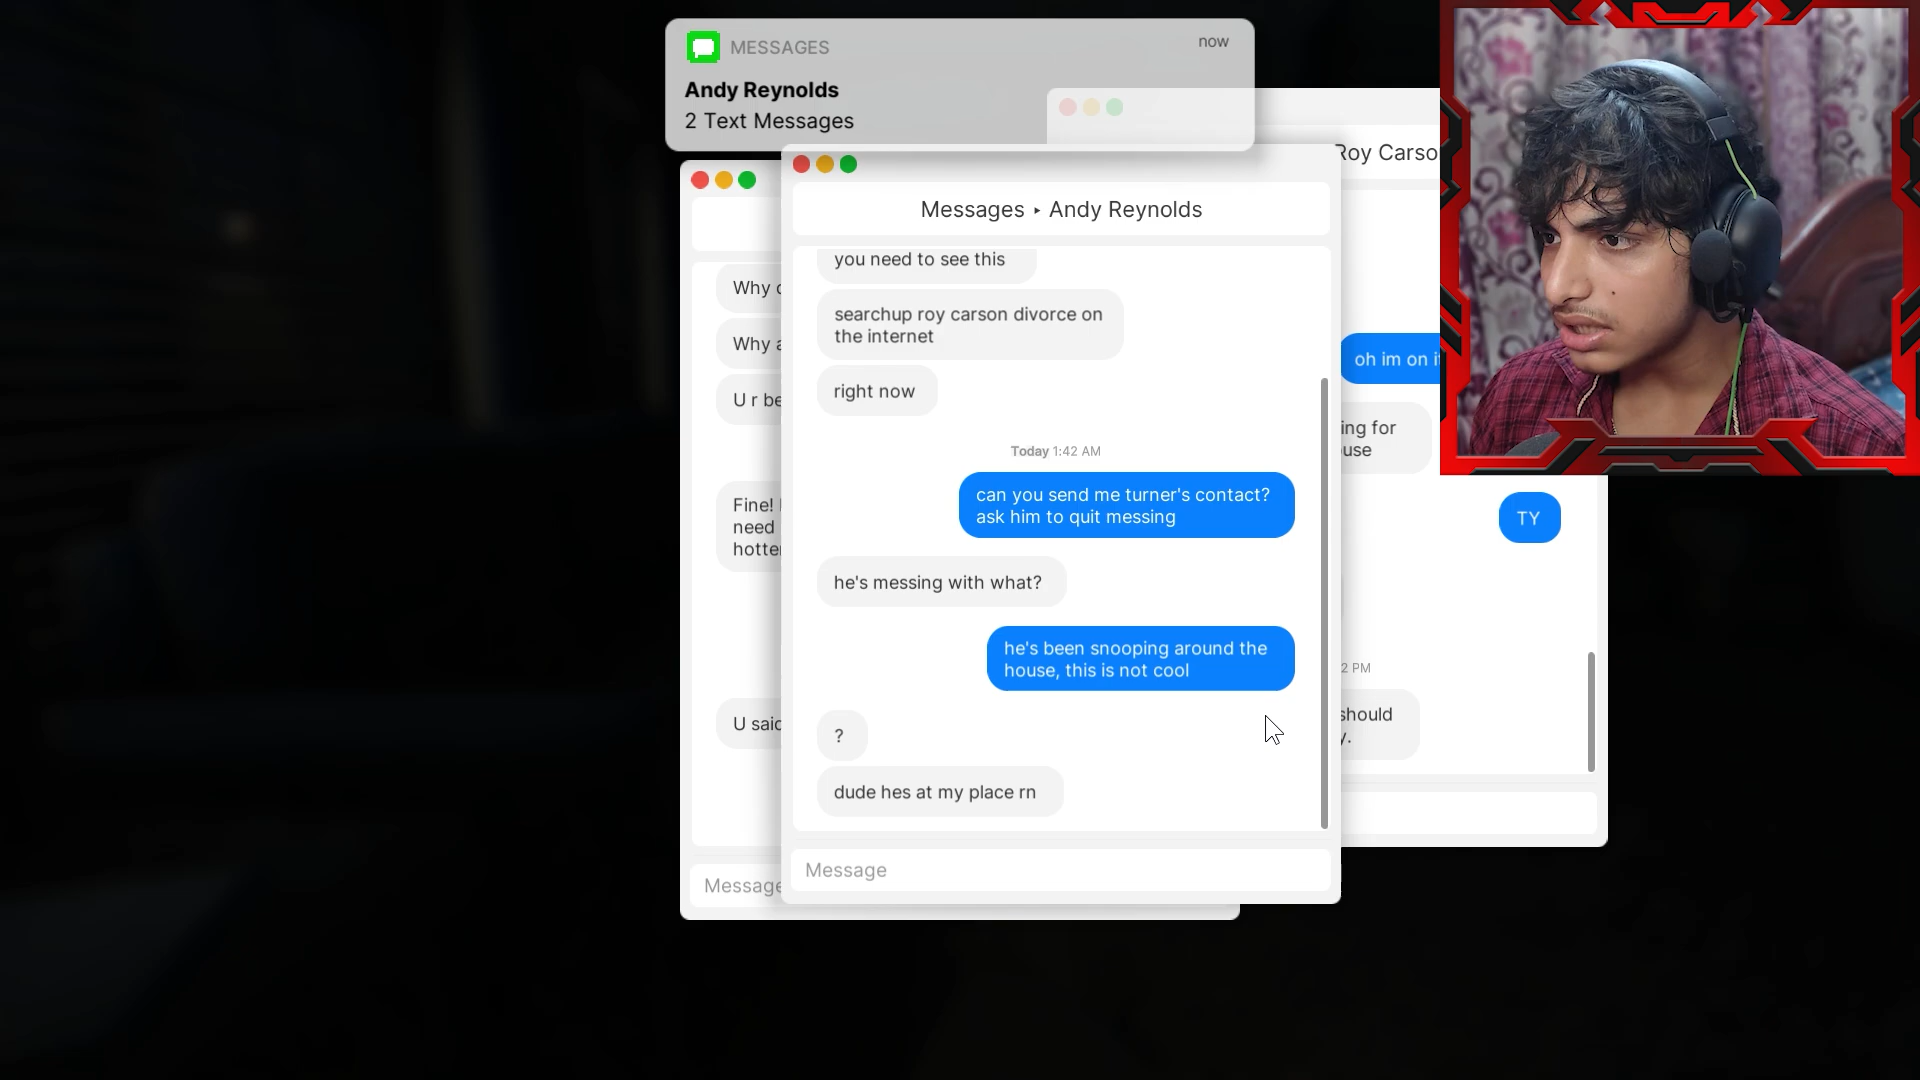 MESSAGES
now
Andy Reynolds
2 Text Messages
Messages ‣ Andy Reynolds
you need to see this
searchup roy carson divorce on
the internet
right now
Today 1:42 AM
can you send me turner's contact?
ask him to quit messing
he's messing with what?
he's been snooping around the
house, this is not cool
?
dude hes at my place rn
Message
Why
Why
U r be
Fine!
need
hotte
U said
Message
Roy Carso
oh im on i
ing for
use
TY
2 PM
should
y.